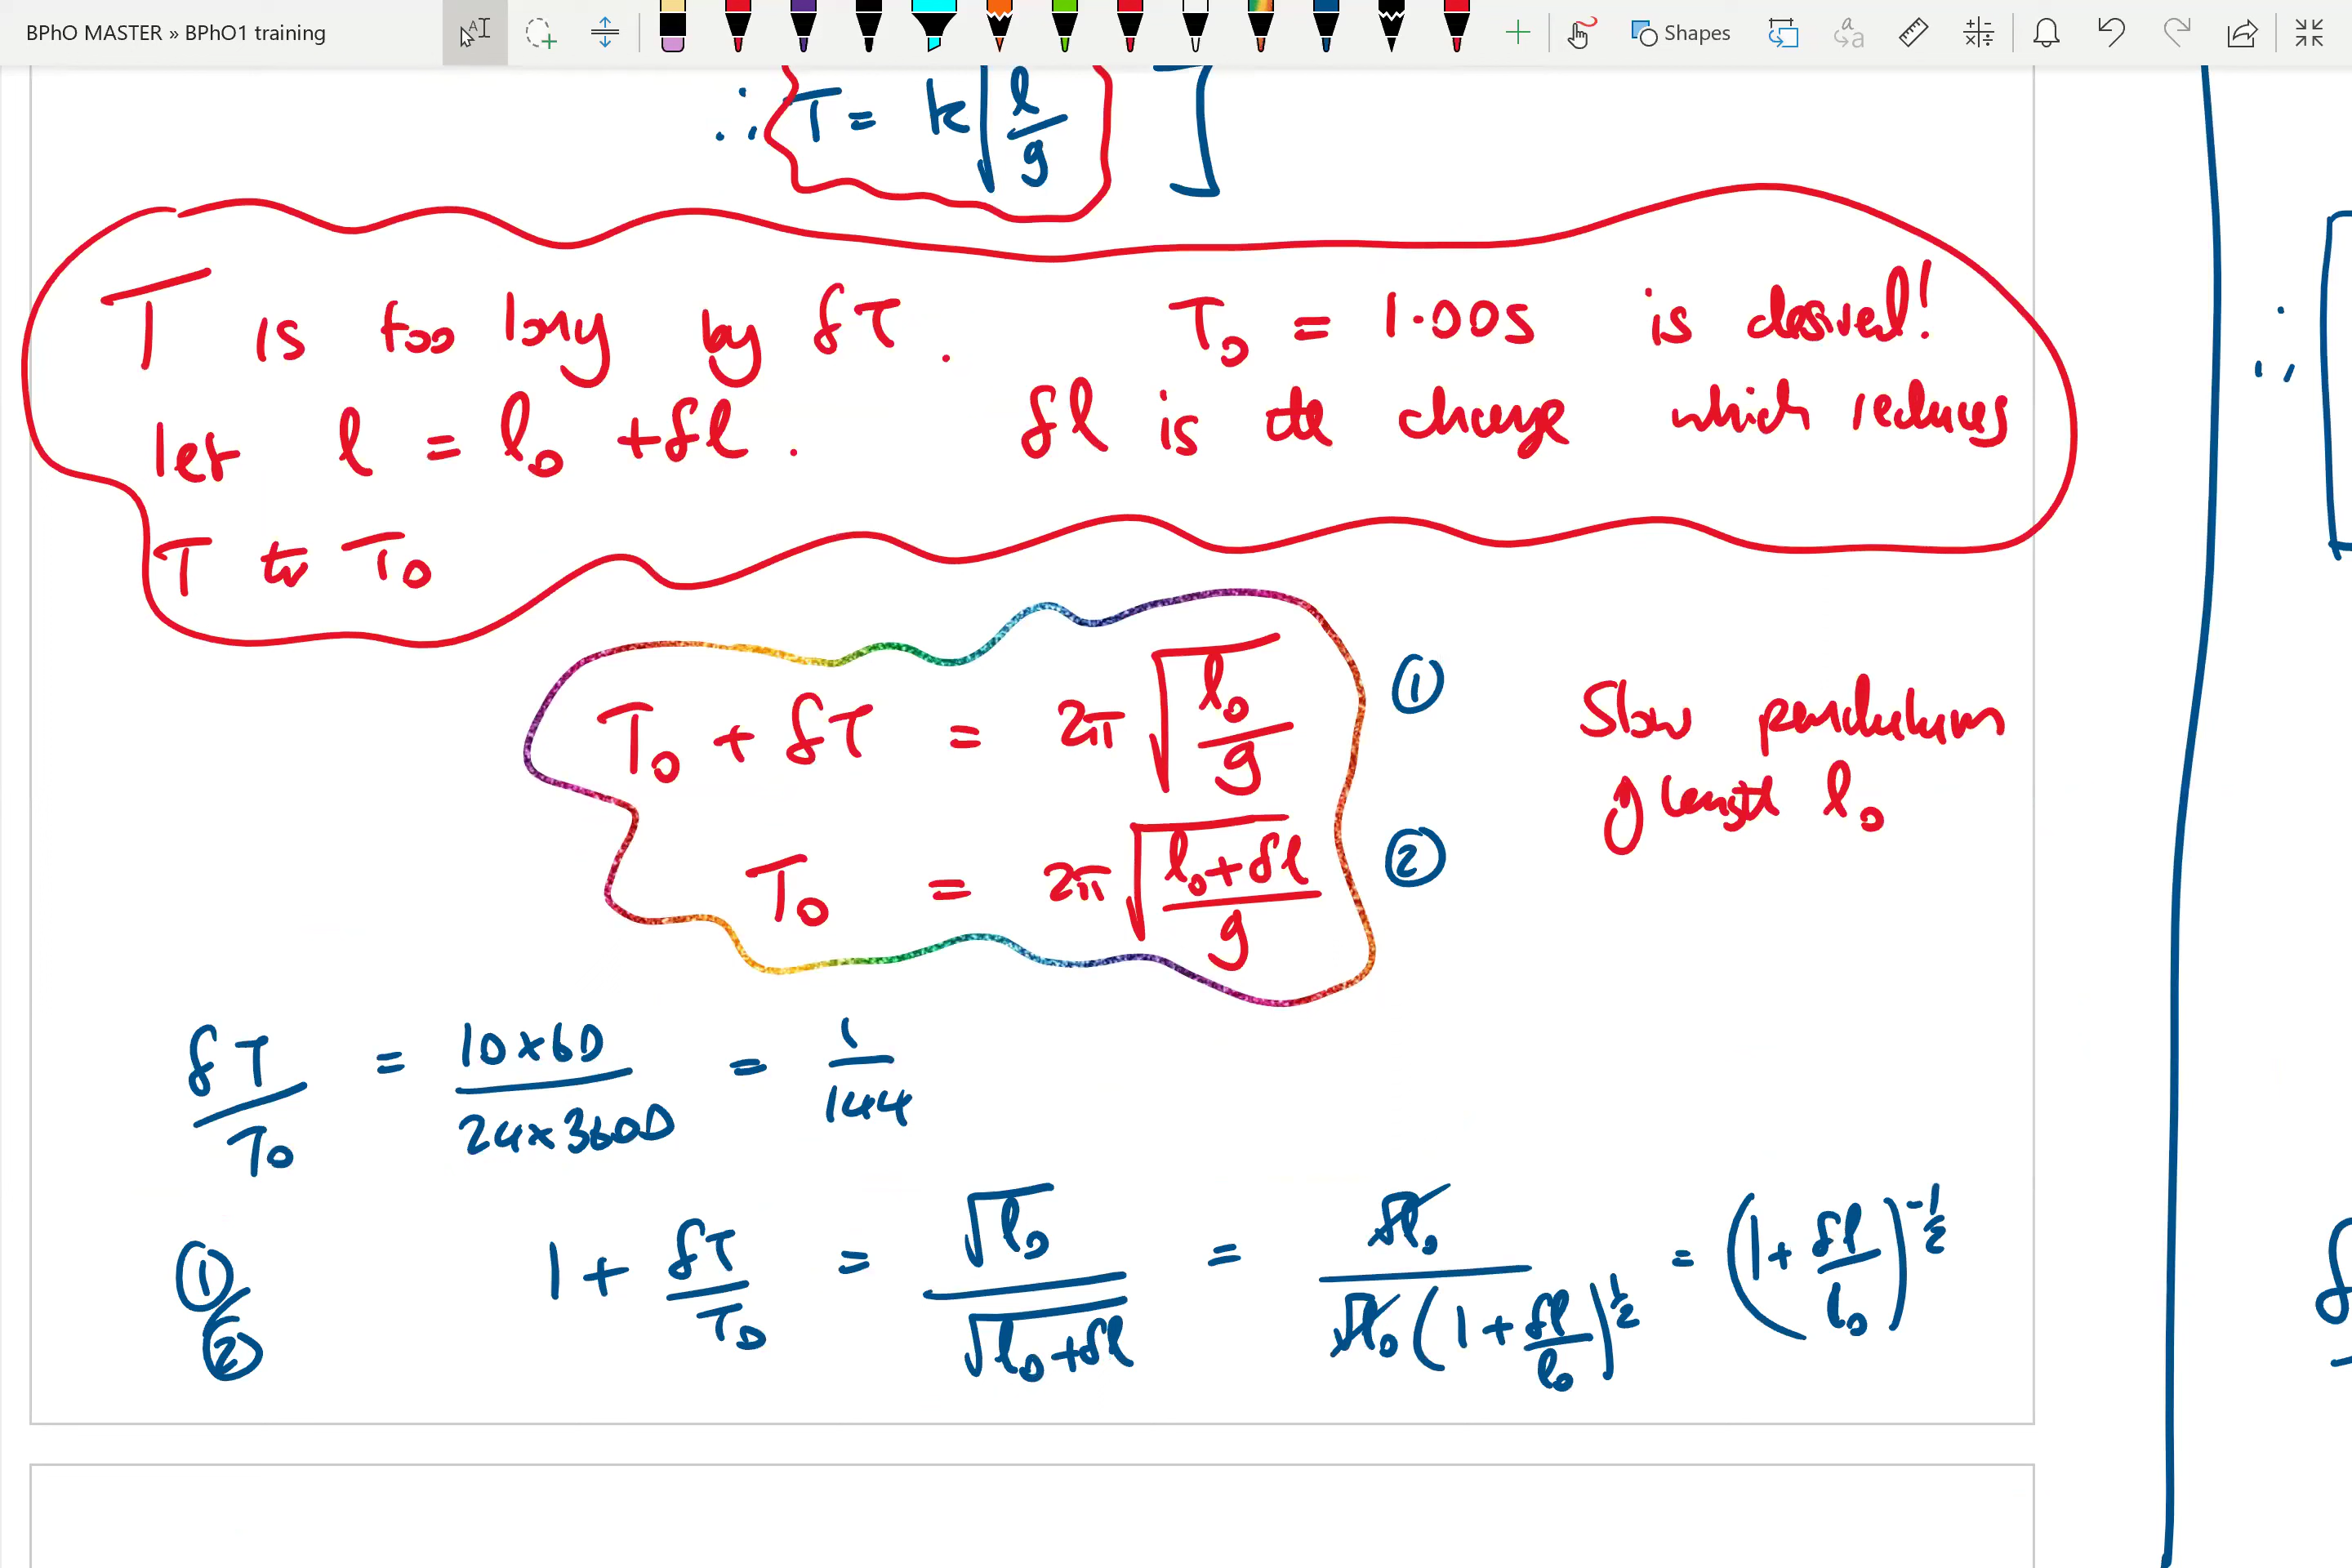 BPhO MASTER » BPhO1 training
Shapes
∴ T = k√(l/g) ]
T is too long by δT. T₀ = 1.00s is desired!
let l = l₀ + δl. δl is the change which reduces
T to T₀
T₀ + δT = 2π√(l₀/g) ①
Slow pendulum
of length l₀
T₀ = 2π√((l₀+δl)/g) ②
δT/T₀ = (10×60)/(24×3600) = 1/144
①/② 1 + δT/T₀ = √l₀/√(l₀+δl) = √l₀/(√l₀(1+δl/l₀)^(1/2)) = (1+δl/l₀)^(-1/2)